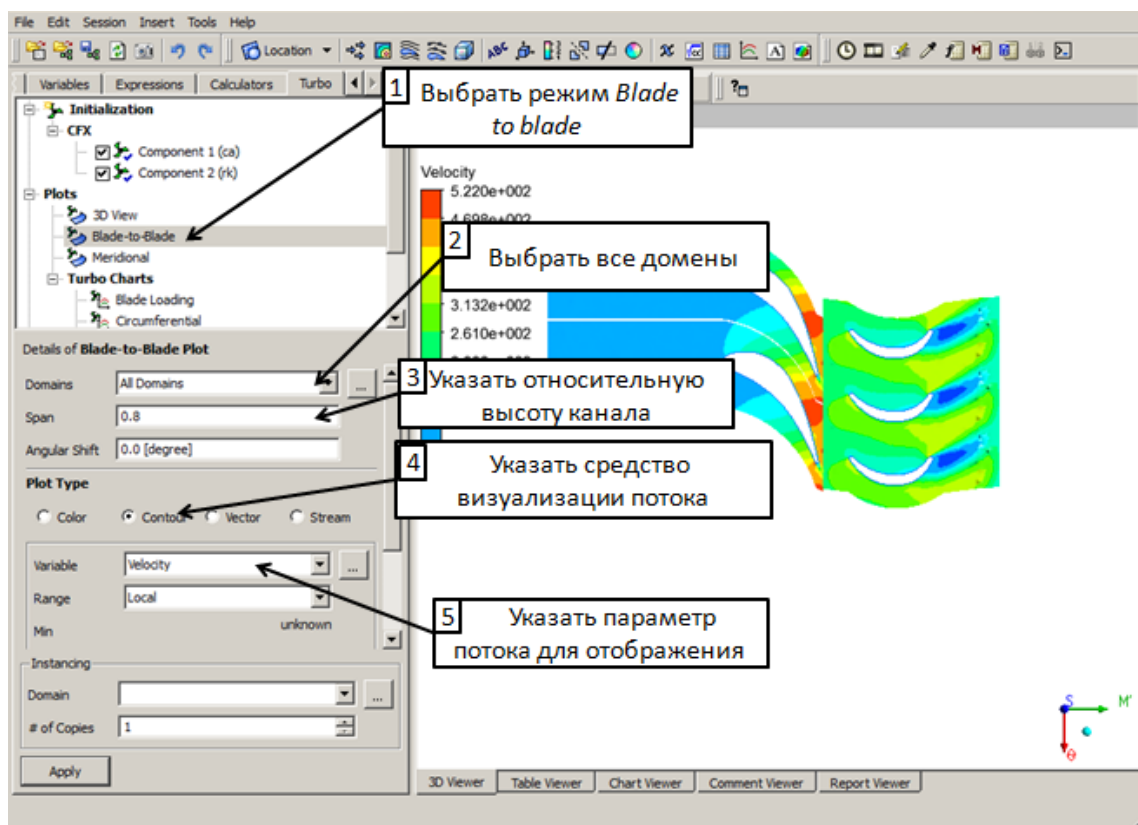 File Edit Session Insert Tools Help
Location
Variables Expressions Calculators Turbo
1 Выбрать режим Blade
to blade
Initialization
CFX
Component 1 (ca)
Component 2 (rk)
Plots
3D View
Blade-to-Blade
Meridional
Turbo Charts
Blade Loading
Circumferential
Velocity
5.220e+002
4.698e+002
2 Выбрать все домены
3.132e+002
2.610e+002
Details of Blade-to-Blade Plot
Domains All Domains ...
Span 0.8
Angular Shift 0.0 [degree]
3 Указать относительную
высоту канала
Plot Type
Color Contour Vector Stream
4 Указать средство
визуализации потока
Variable Velocity ...
Range Local
Min unknown
5 Указать параметр
потока для отображения
Instancing
Domain ...
# of Copies 1
Apply
S M'
θ
3D Viewer Table Viewer Chart Viewer Comment Viewer Report Viewer